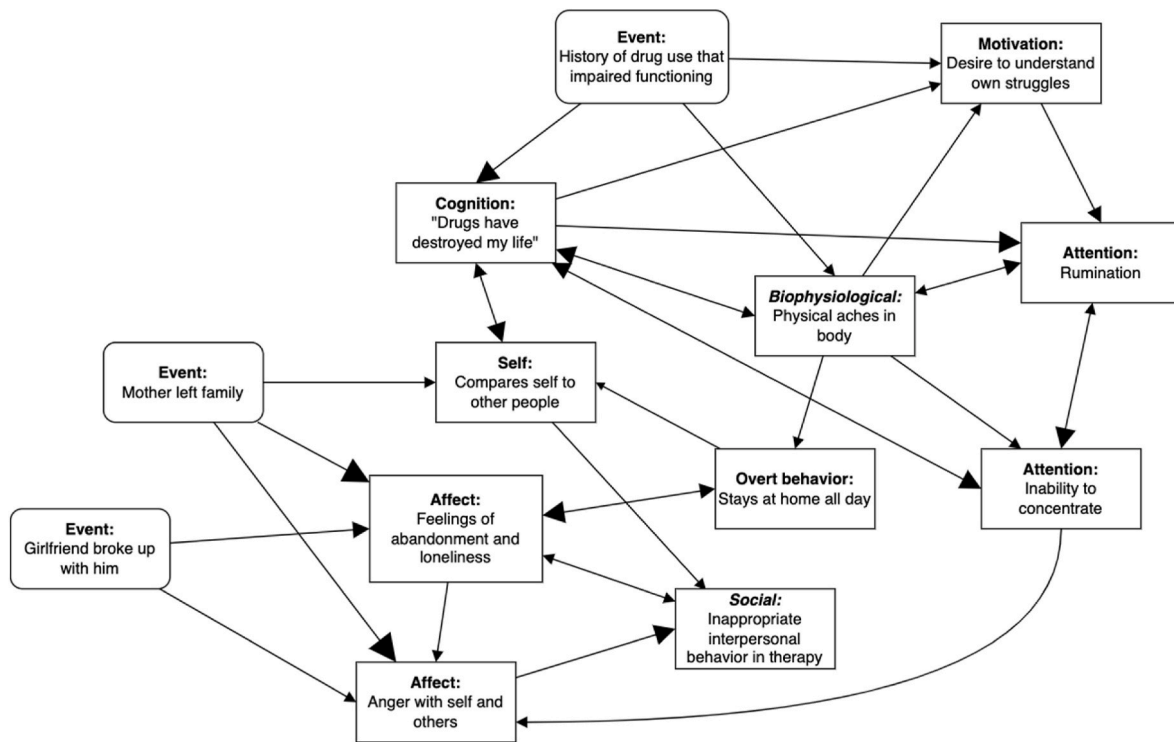 Event:
History of drug use that
impaired functioning
Motivation:
Desire to understand
own struggles
Cognition:
"Drugs have
destroyed my life"
Attention:
Rumination
Biophysiological:
Physical aches in
body
Event:
Mother left family
Self:
Compares self to
other people
Affect:
Feelings of
abandonment and
loneliness
Overt behavior:
Stays at home all day
Attention:
Inability to
concentrate
Event:
Girlfriend broke up
with him
Social:
Inappropriate
interpersonal
behavior in therapy
Affect:
Anger with self and
others